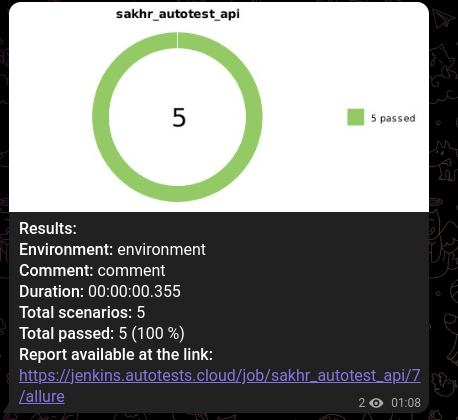 sakhr_autotest_api
5
5 passed
Results:
Environment: environment
Comment: comment
Duration: 00:00:00.355
Total scenarios: 5
Total passed: 5 (100 %)
Report available at the link:
https://jenkins.autotests.cloud/job/sakhr_autotest_api/7
/allure
2 01:08